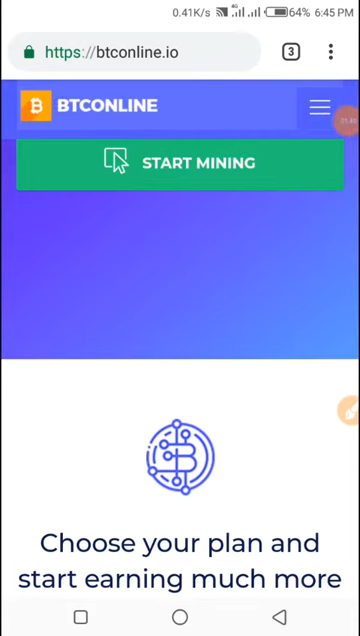 0.41K/s 4G 64% 6:45 PM
https://btconline.io 3
BTCONLINE
START MINING
Choose your plan and
start earning much more